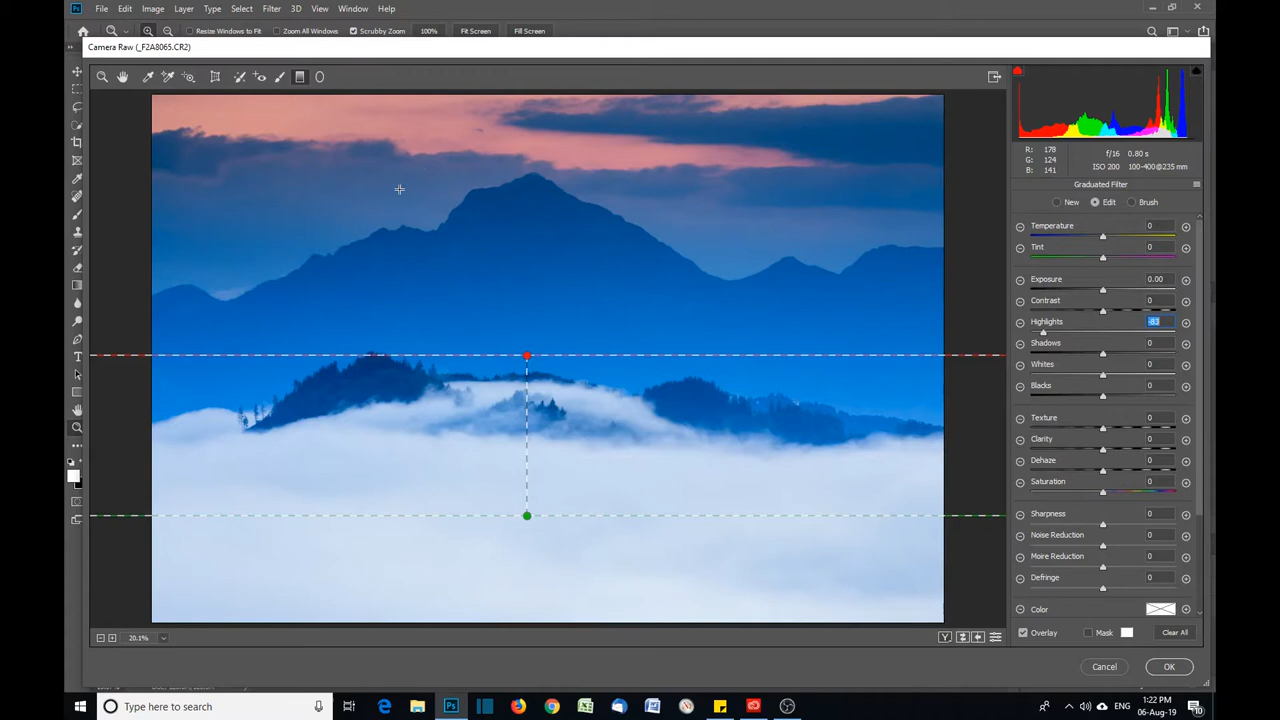 Ps File Edit Image Layer Type Select Filter 3D View Window Help
Resize Windows to Fit Zoom All Windows Scrubby Zoom 100% Fit Screen Fill Screen
Camera Raw (_F2A8065.CR2)
R: 178
G: 124
B: 141
f/16 0.80 s
ISO 200 100-400@235 mm
Graduated Filter
New Edit Brush
Temperature 0
Tint 0
Exposure 0.00
Contrast 0
Highlights -83
Shadows 0
Whites 0
Blacks 0
Texture 0
Clarity 0
Dehaze 0
Saturation 0
Sharpness 0
Noise Reduction 0
Moire Reduction 0
Defringe 0
Color
Overlay Mask Clear All
20.1% Y
Cancel OK
Type here to search
Ps
1:22 PM
06-Aug-19
10